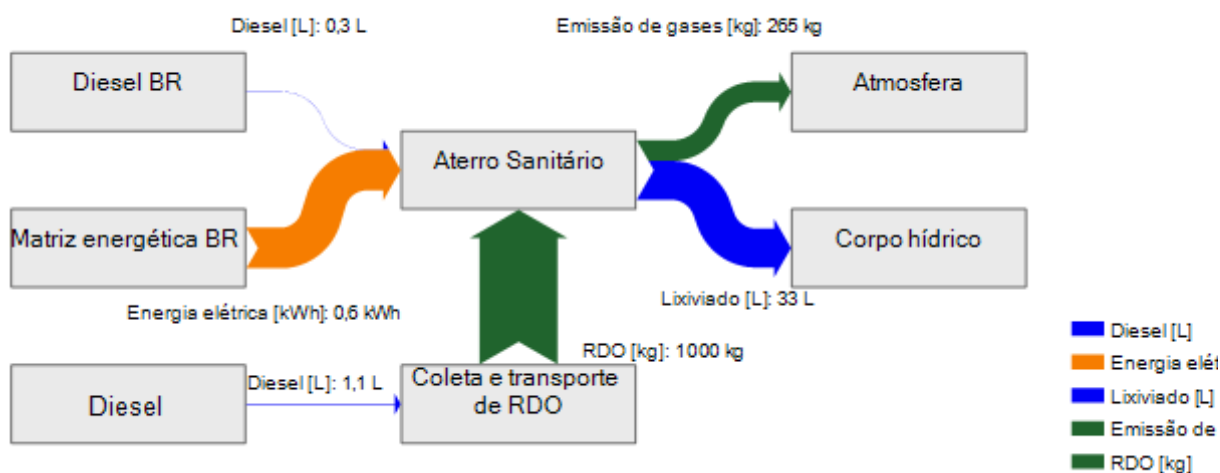 Diesel [L]: 0,3 L
Emissão de gases [kg]: 265 kg
Diesel BR
Atmosfera
Aterro Sanitário
Matriz energética BR
Corpo hídrico
Energia elétrica [kWh]: 0,6 kWh
Lixiviado [L]: 33 L
RDO [kg]: 1000 kg
Diesel
Diesel [L]: 1,1 L
Coleta e transporte
de RDO
Diesel [L]
Energia elét
Lixiviado [L]
Emissão de
RDO [kg]